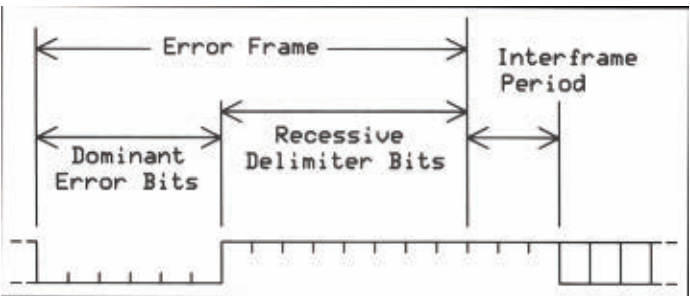 Error Frame
Interframe
Period
Recessive
Delimiter Bits
Dominant
Error Bits